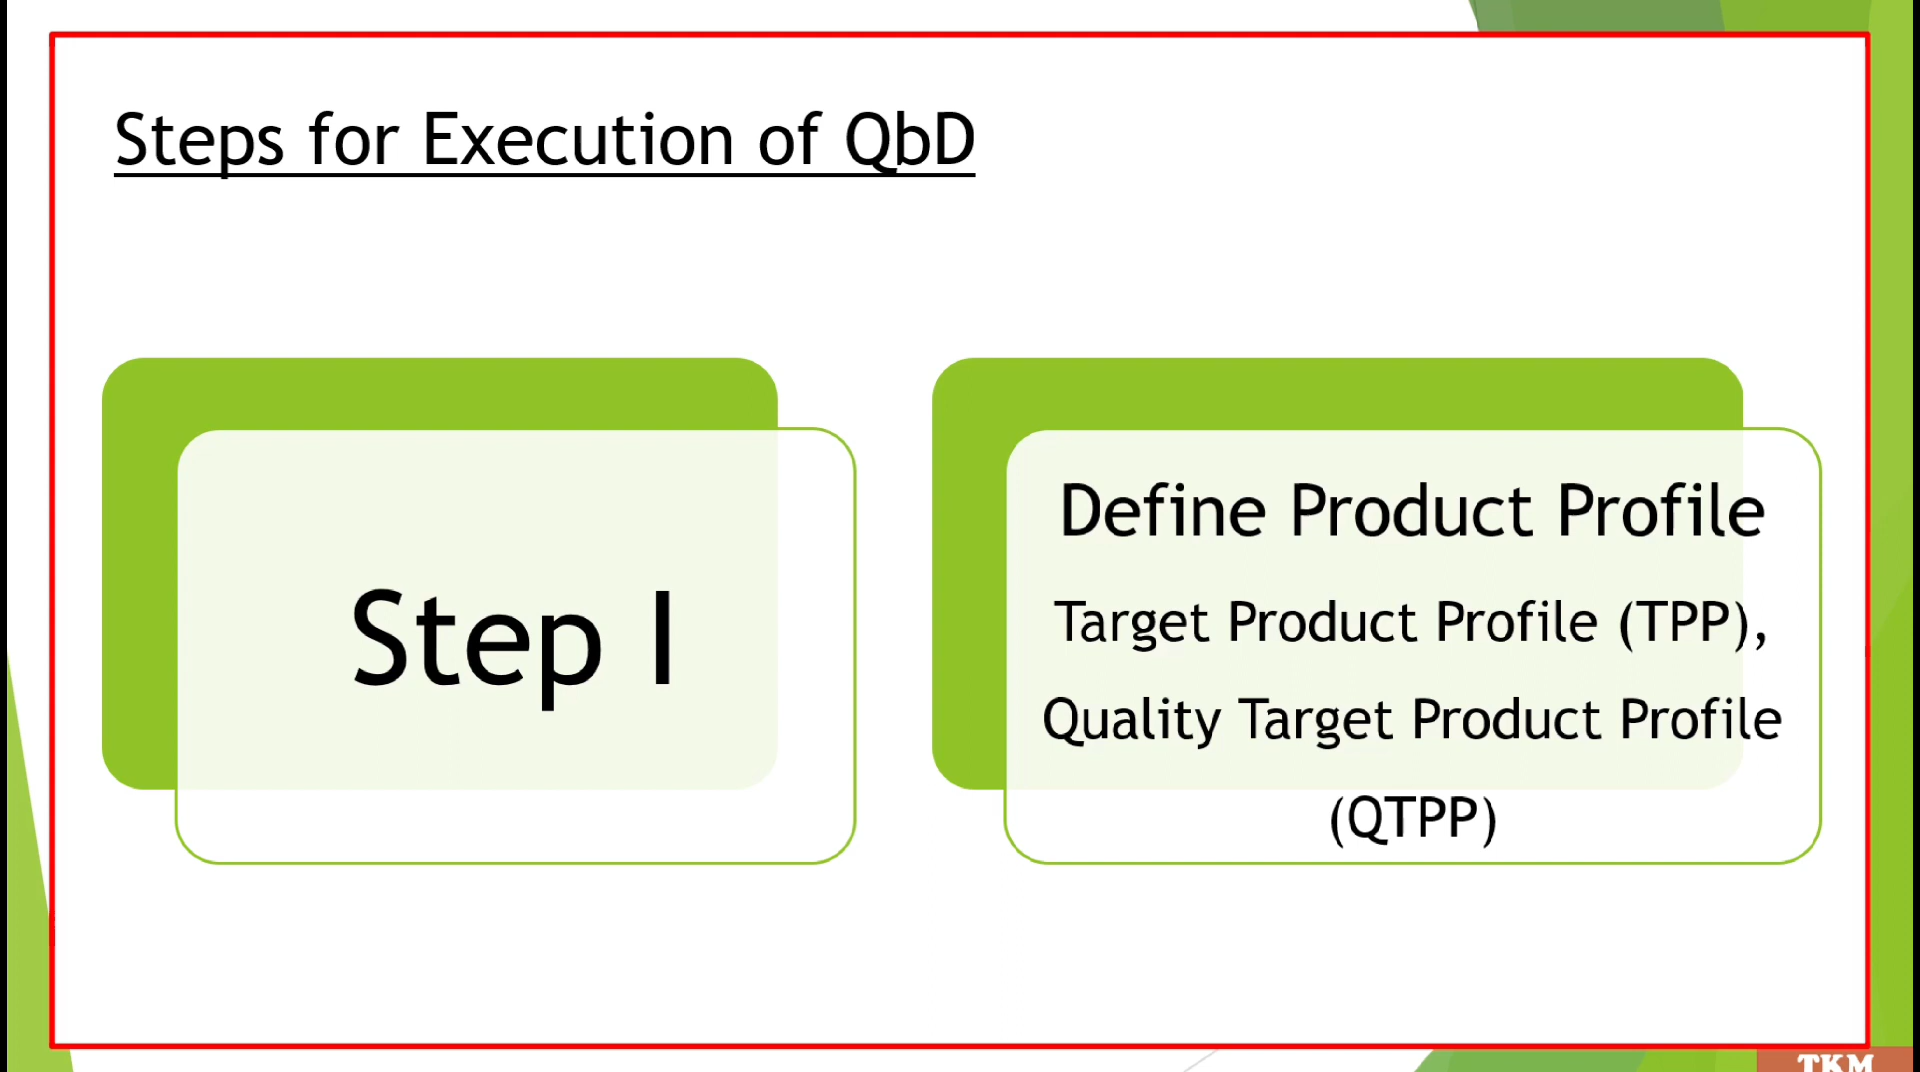 Steps for Execution of QbD
Step I
Define Product Profile
Target Product Profile (TPP),
Quality Target Product Profile
(QTPP)
TKM